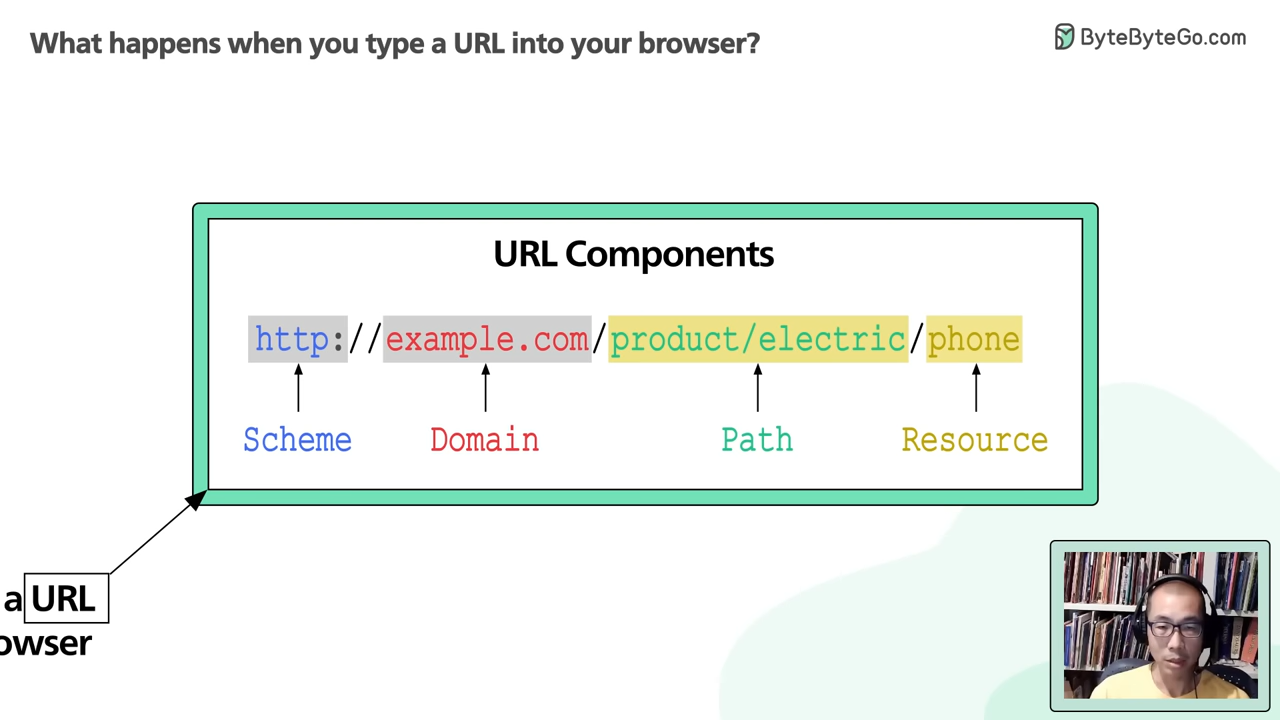 What happens when you type a URL into your browser?
ByteByteGo.com
URL Components
http://example.com/product/electric/phone
Scheme Domain Path Resource
a URL
owser